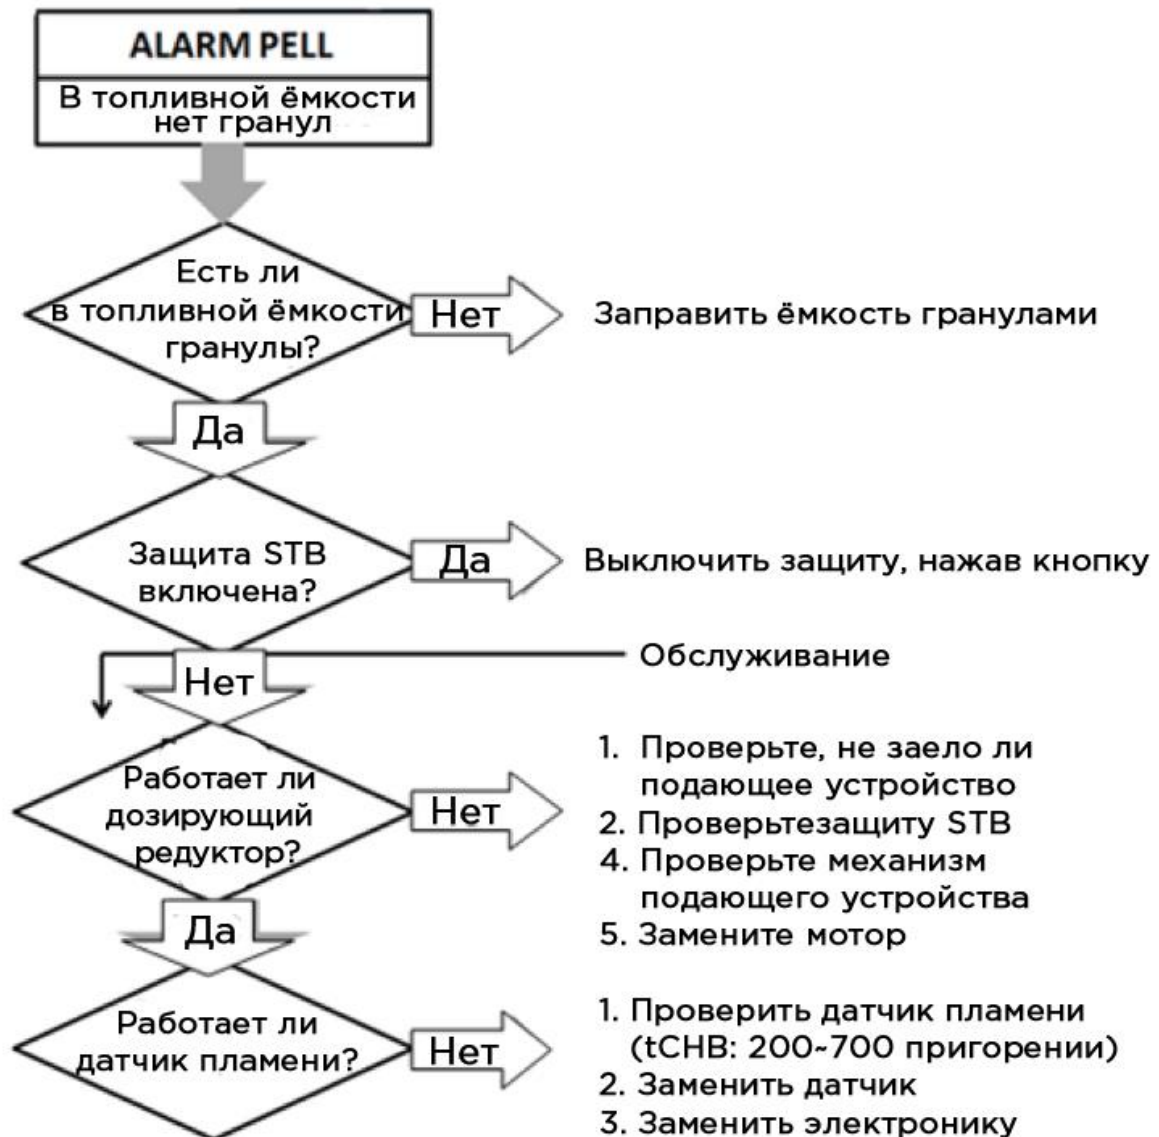 ALARM PELL
В топливной ёмкости
нет гранул
Есть ли
в топливной ёмкости
гранулы?
Нет
Заправить ёмкость гранулами
Да
Защита STB
включена?
Да
Выключить защиту, нажав кнопку
Обслуживание
Нет
Работает ли
дозирующий
редуктор?
Нет
1. Проверьте, не заело ли
подающее устройство
2. Проверьтезащиту STB
4. Проверьте механизм
подающего устройства
5. Замените мотор
Да
Работает ли
датчик пламени?
Нет
1. Проверить датчик пламени
(tCHB: 200~700 пригорении)
2. Заменить датчик
3. Заменить электронику